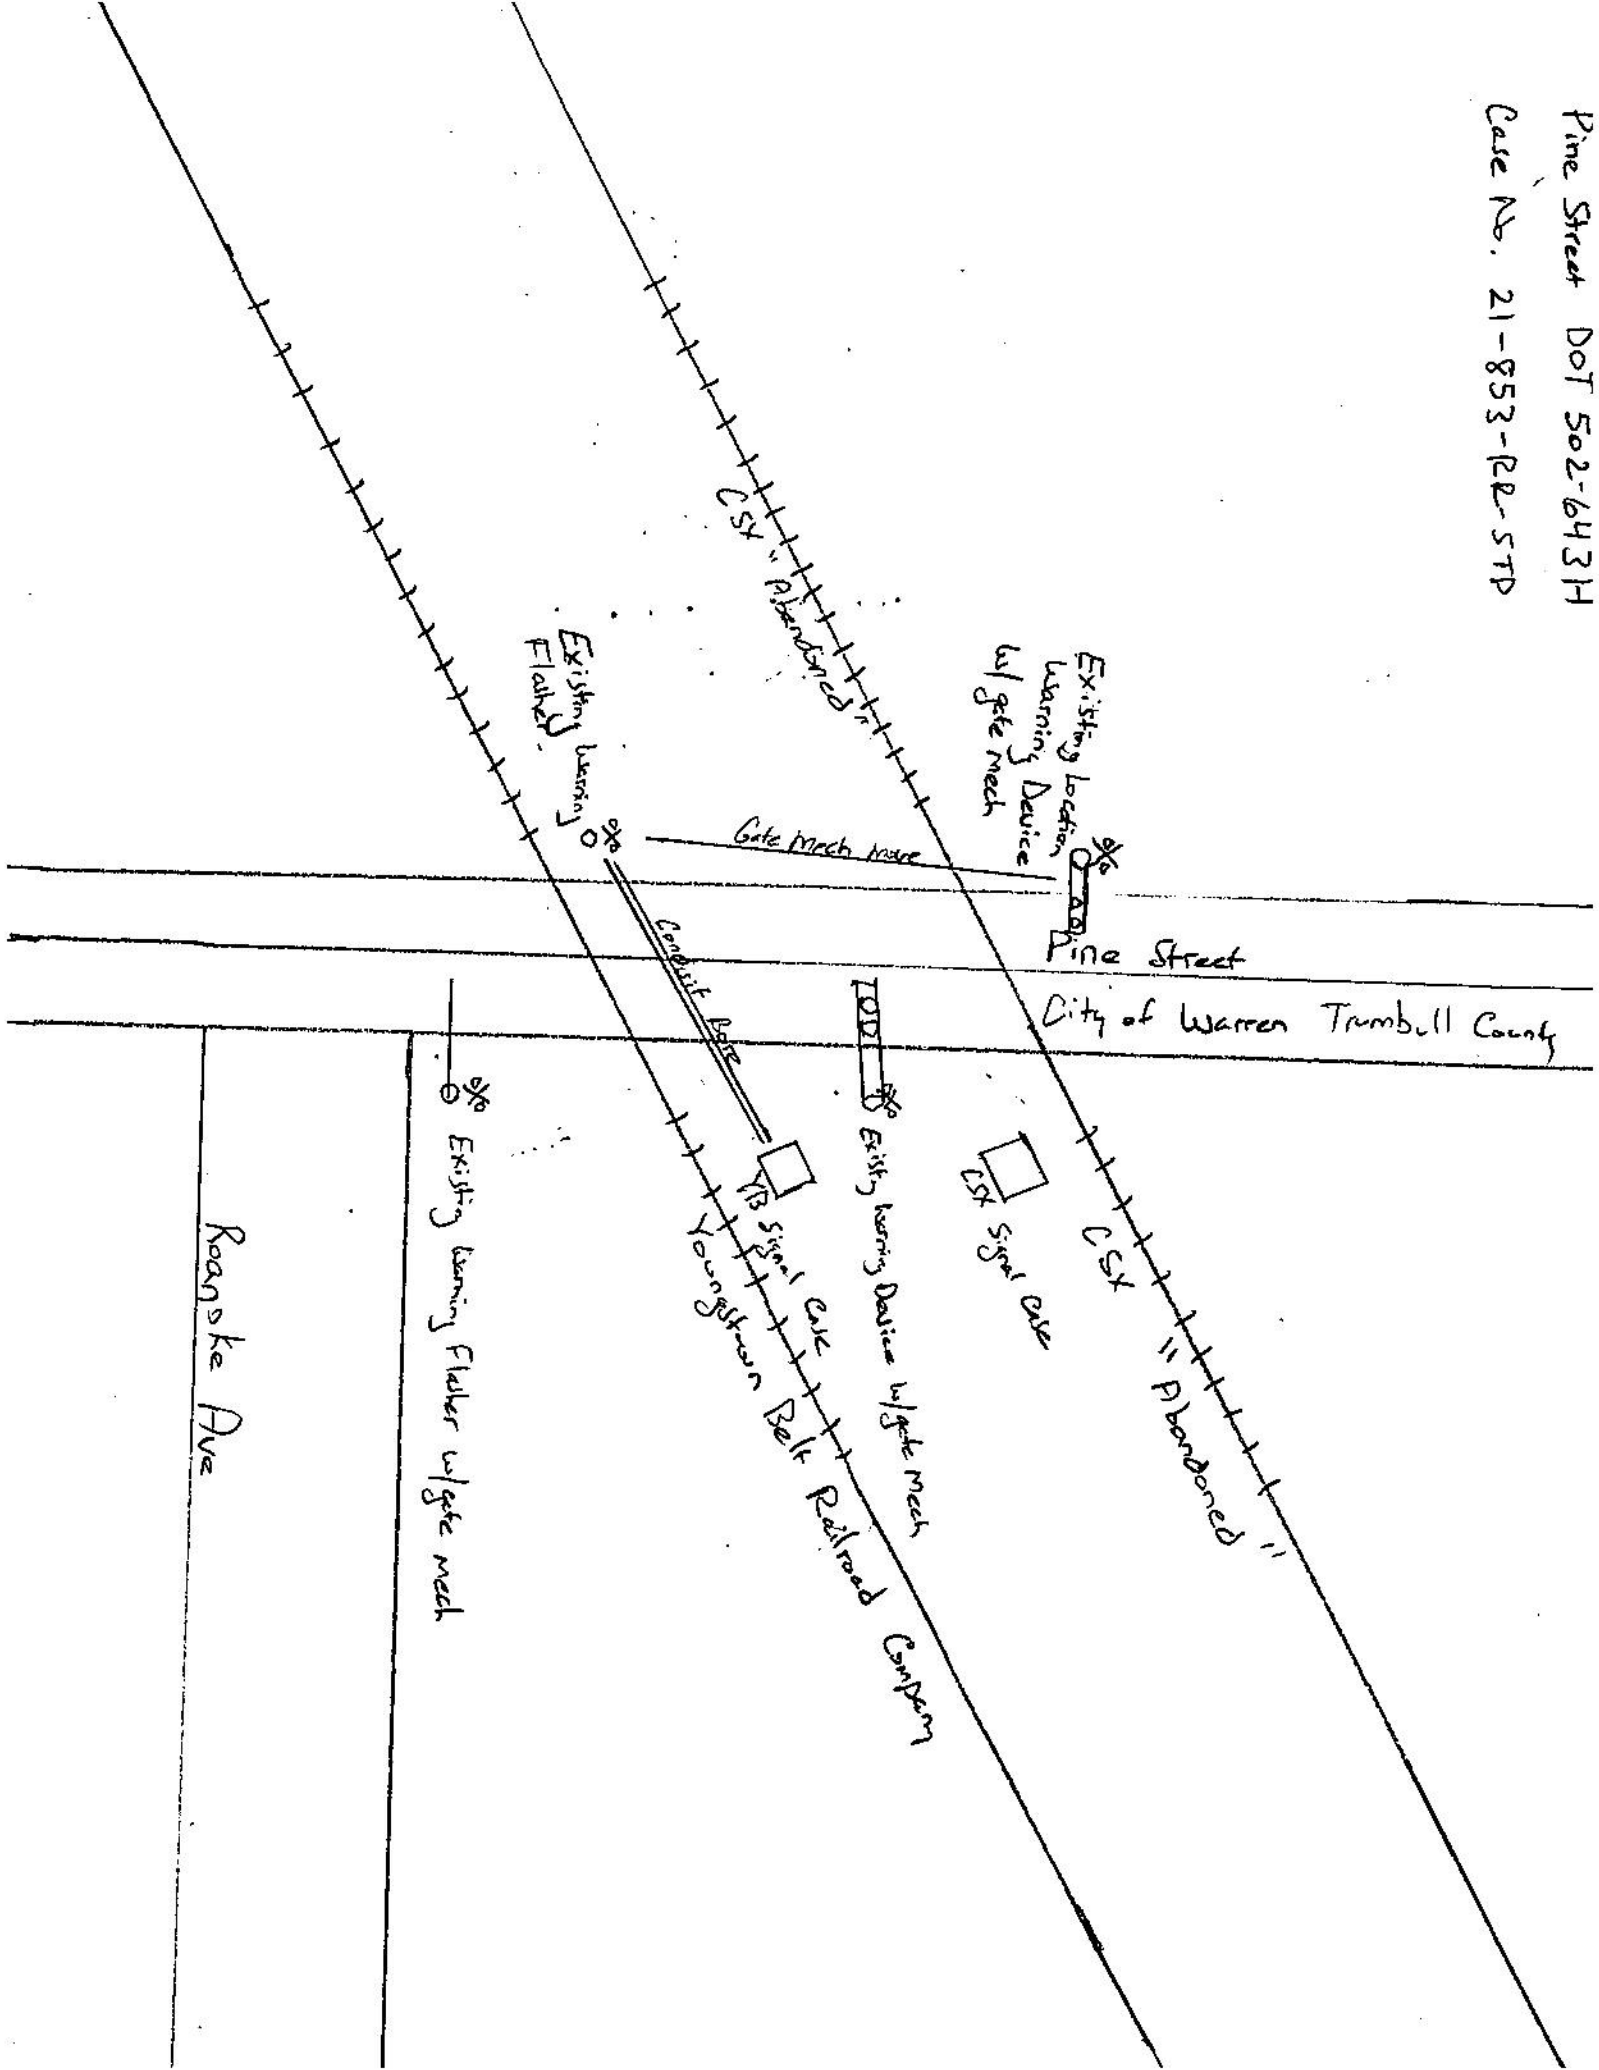 Pine Street DOT 502-643H
Case No. 21-853-RR-STP
Existing Location
Warning Device
w/ gate mech
CSX "Abandoned"
Existing Warning
Flasher
Gate Mech Move
Pine Street
City of Warren Trumbull County
Conduit Bore
CSX Signal Case
CSX "Abandoned"
Existing Warning Device w/gate Mech
YB Signal Case
Youngstown Belt Railroad Company
Existing Warning Flasher w/gate mech
Roanoke Ave